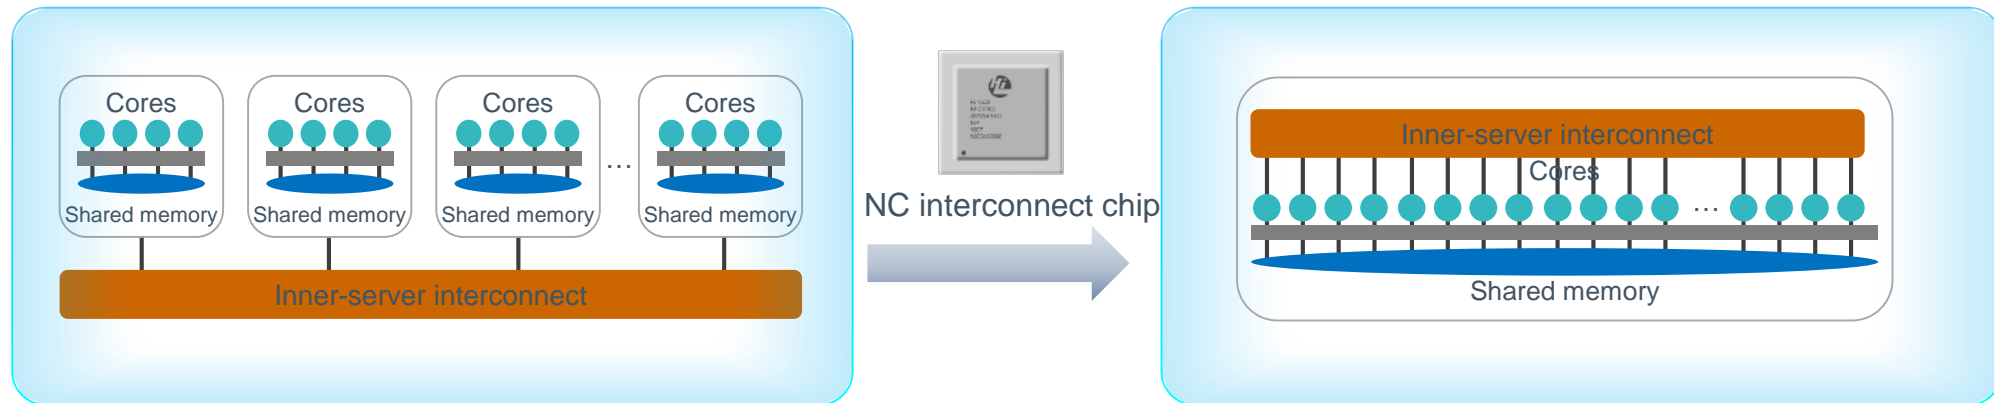 Cores
Cores
Cores
Cores
...
Shared memory
Shared memory
Shared memory
Shared memory
Inner-server interconnect
NC interconnect chip
Inner-server interconnect
Cores
...
Shared memory